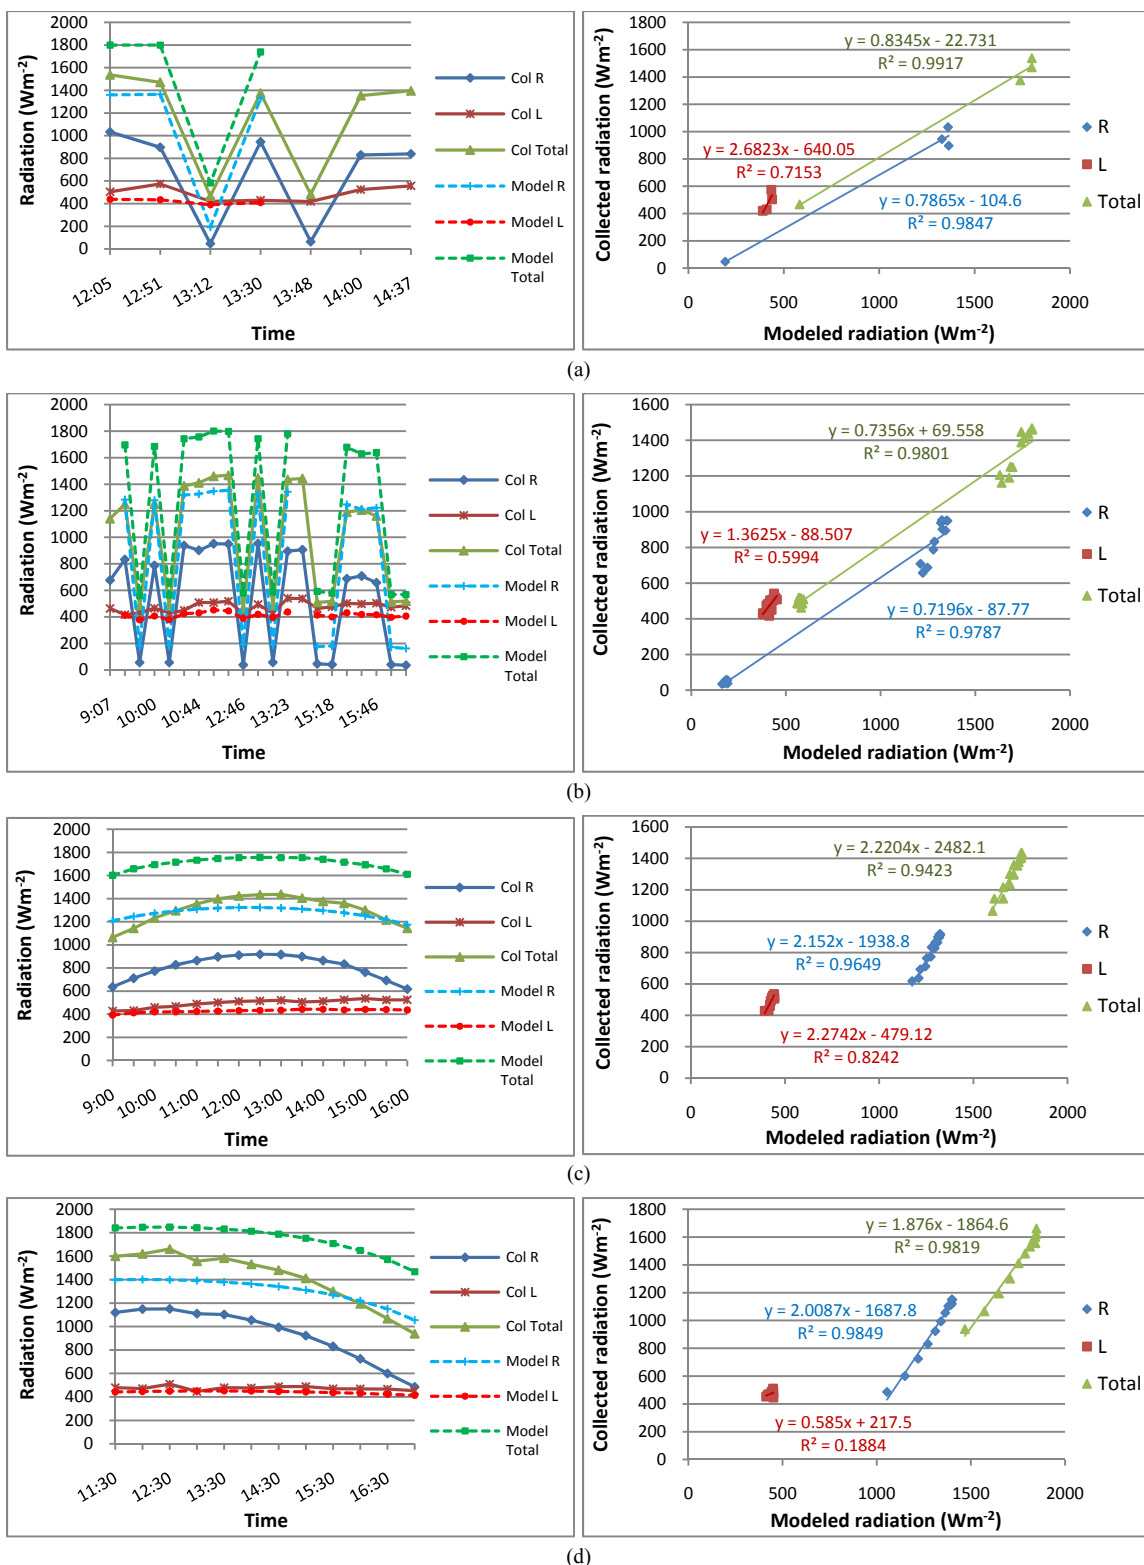 2000
1800
1600
1400
1200
1000
800
600
400
200
0
Radiation (Wm-2)
12:05
12:51
13:12
13:30
13:48
14:00
14:37
Time
Col R
Col L
Col Total
Model R
Model L
Model
Total
1800
1600
1400
1200
1000
800
600
400
200
0
Collected radiation (Wm-2)
y = 0.8345x - 22.731
R² = 0.9917
y = 2.6823x - 640.05
R² = 0.7153
y = 0.7865x - 104.6
R² = 0.9847
0
500
1000
1500
2000
Modeled radiation (Wm-2)
R
L
Total
(a)
2000
1800
1600
1400
1200
1000
800
600
400
200
0
Radiation (Wm-2)
9:07
10:00
10:44
12:46
13:23
15:18
15:46
Time
Col R
Col L
Col Total
Model R
Model L
Model
Total
1600
1400
1200
1000
800
600
400
200
0
Collected radiation (Wm-2)
y = 0.7356x + 69.558
R² = 0.9801
y = 1.3625x - 88.507
R² = 0.5994
y = 0.7196x - 87.77
R² = 0.9787
0
500
1000
1500
2000
Modeled radiation (Wm-2)
R
L
Total
(b)
2000
1800
1600
1400
1200
1000
800
600
400
200
0
Radiation (Wm-2)
9:00
10:00
11:00
12:00
13:00
14:00
15:00
16:00
Time
Col R
Col L
Col Total
Model R
Model L
Model
Total
1600
1400
1200
1000
800
600
400
200
0
Collected radiation (Wm-2)
y = 2.2204x - 2482.1
R² = 0.9423
y = 2.152x - 1938.8
R² = 0.9649
y = 2.2742x - 479.12
R² = 0.8242
0
500
1000
1500
2000
Modeled radiation (Wm-2)
R
L
Total
(c)
2000
1800
1600
1400
1200
1000
800
600
400
200
0
Radiation (Wm-2)
11:30
12:30
13:30
14:30
15:30
16:30
Time
Col R
Col L
Col Total
Model R
Model L
Model
Total
1800
1600
1400
1200
1000
800
600
400
200
0
Collected radiation (Wm-2)
y = 1.876x - 1864.6
R² = 0.9819
y = 2.0087x - 1687.8
R² = 0.9849
y = 0.585x + 217.5
R² = 0.1884
0
500
1000
1500
2000
Modeled radiation (Wm-2)
R
L
Total
(d)